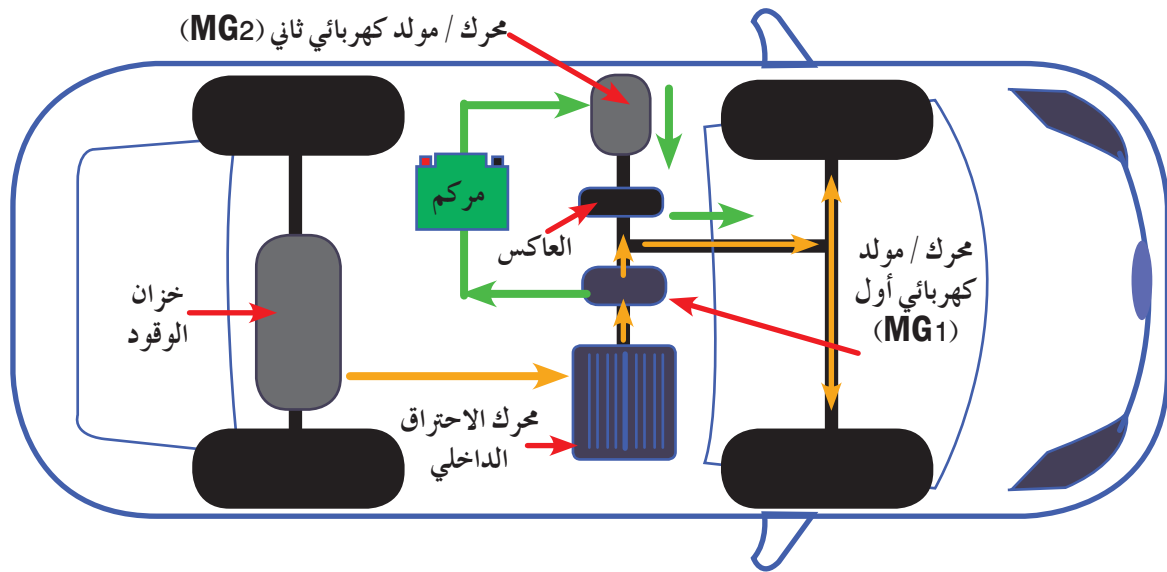 محرك / مولد كهربائي ثاني (MG2)
مركم
العاكس
محرك / مولد
كهربائي أول
(MG1)
خزان
الوقود
محرك الاحتراق
الداخلي